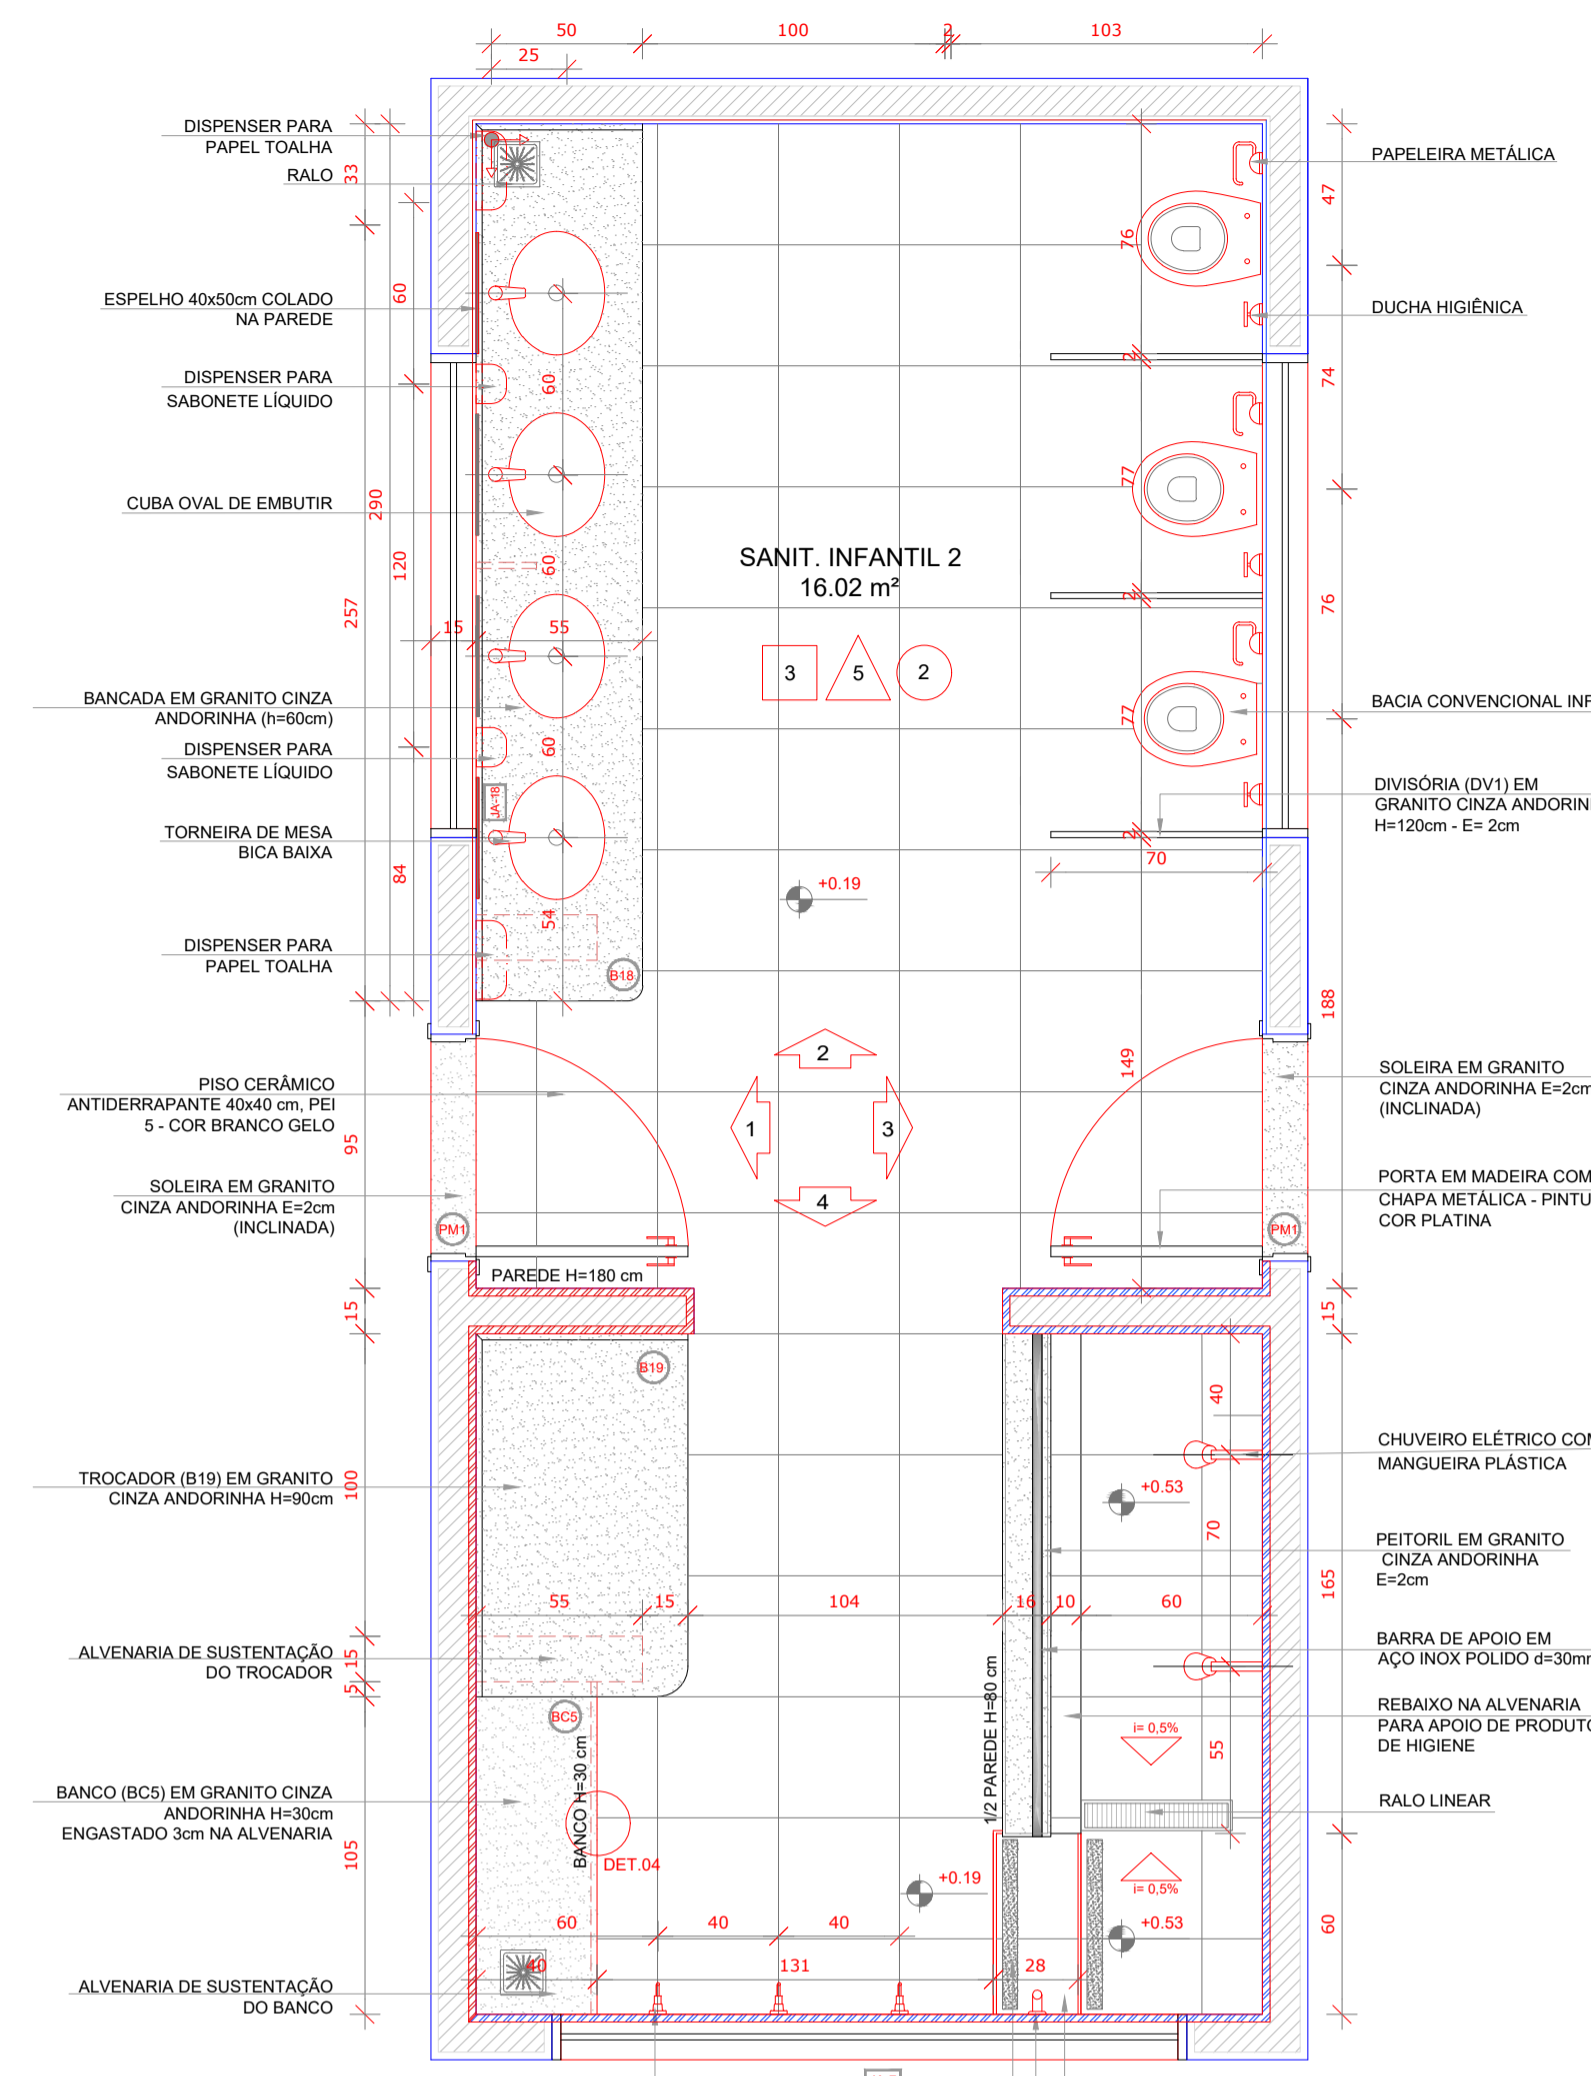 50
100
2
103
25
DISPENSER PARA
PAPEL TOALHA
RALO
33
PAPELEIRA METÁLICA
47
76
ESPELHO 40x50cm COLADO
NA PAREDE
60
DUCHA HIGIÊNICA
2
DISPENSER PARA
SABONETE LÍQUIDO
60
74
CUBA OVAL DE EMBUTIR
290
77
SANIT. INFANTIL 2
16.02 m²
120
60
257
2
76
15
55
3
5
2
BANCADA EM GRANITO CINZA
ANDORINHA (h=60cm)
77
BACIA CONVENCIONAL INF
DISPENSER PARA
SABONETE LÍQUIDO
60
JA-18
DIVISÓRIA (DV1) EM
GRANITO CINZA ANDORIN
H=120cm - E= 2cm
TORNEIRA DE MESA
BICA BAIXA
2
70
84
+0.19
54
DISPENSER PARA
PAPEL TOALHA
B18
188
2
149
1
3
4
PISO CERÂMICO
ANTIDERRAPANTE 40x40 cm, PEI
5 - COR BRANCO GELO
SOLEIRA EM GRANITO
CINZA ANDORINHA E=2cm
(INCLINADA)
95
SOLEIRA EM GRANITO
CINZA ANDORINHA E=2cm
(INCLINADA)
PORTA EM MADEIRA COM
CHAPA METÁLICA - PINTU
COR PLATINA
PM1
PM1
PAREDE H=180 cm
15
15
B19
40
CHUVEIRO ELÉTRICO COM
MANGUEIRA PLÁSTICA
TROCADOR (B19) EM GRANITO
CINZA ANDORINHA H=90cm
100
+0.53
70
PEITORIL EM GRANITO
CINZA ANDORINHA
E=2cm
165
55
15
104
16
10
60
ALVENARIA DE SUSTENTAÇÃO
DO TROCADOR
15
5
BARRA DE APOIO EM
AÇO INOX POLIDO d=30mm
BC5
1/2 PAREDE H=80 cm
REBAIXO NA ALVENARIA
PARA APOIO DE PRODUTO
DE HIGIENE
i= 0,5%
55
BANCO (BC5) EM GRANITO CINZA
ANDORINHA H=30cm
ENGASTADO 3cm NA ALVENARIA
BANCO H=30 cm
RALO LINEAR
105
DET.04
+0.19
i= 0,5%
+0.53
60
60
40
40
40
131
28
ALVENARIA DE SUSTENTAÇÃO
DO BANCO